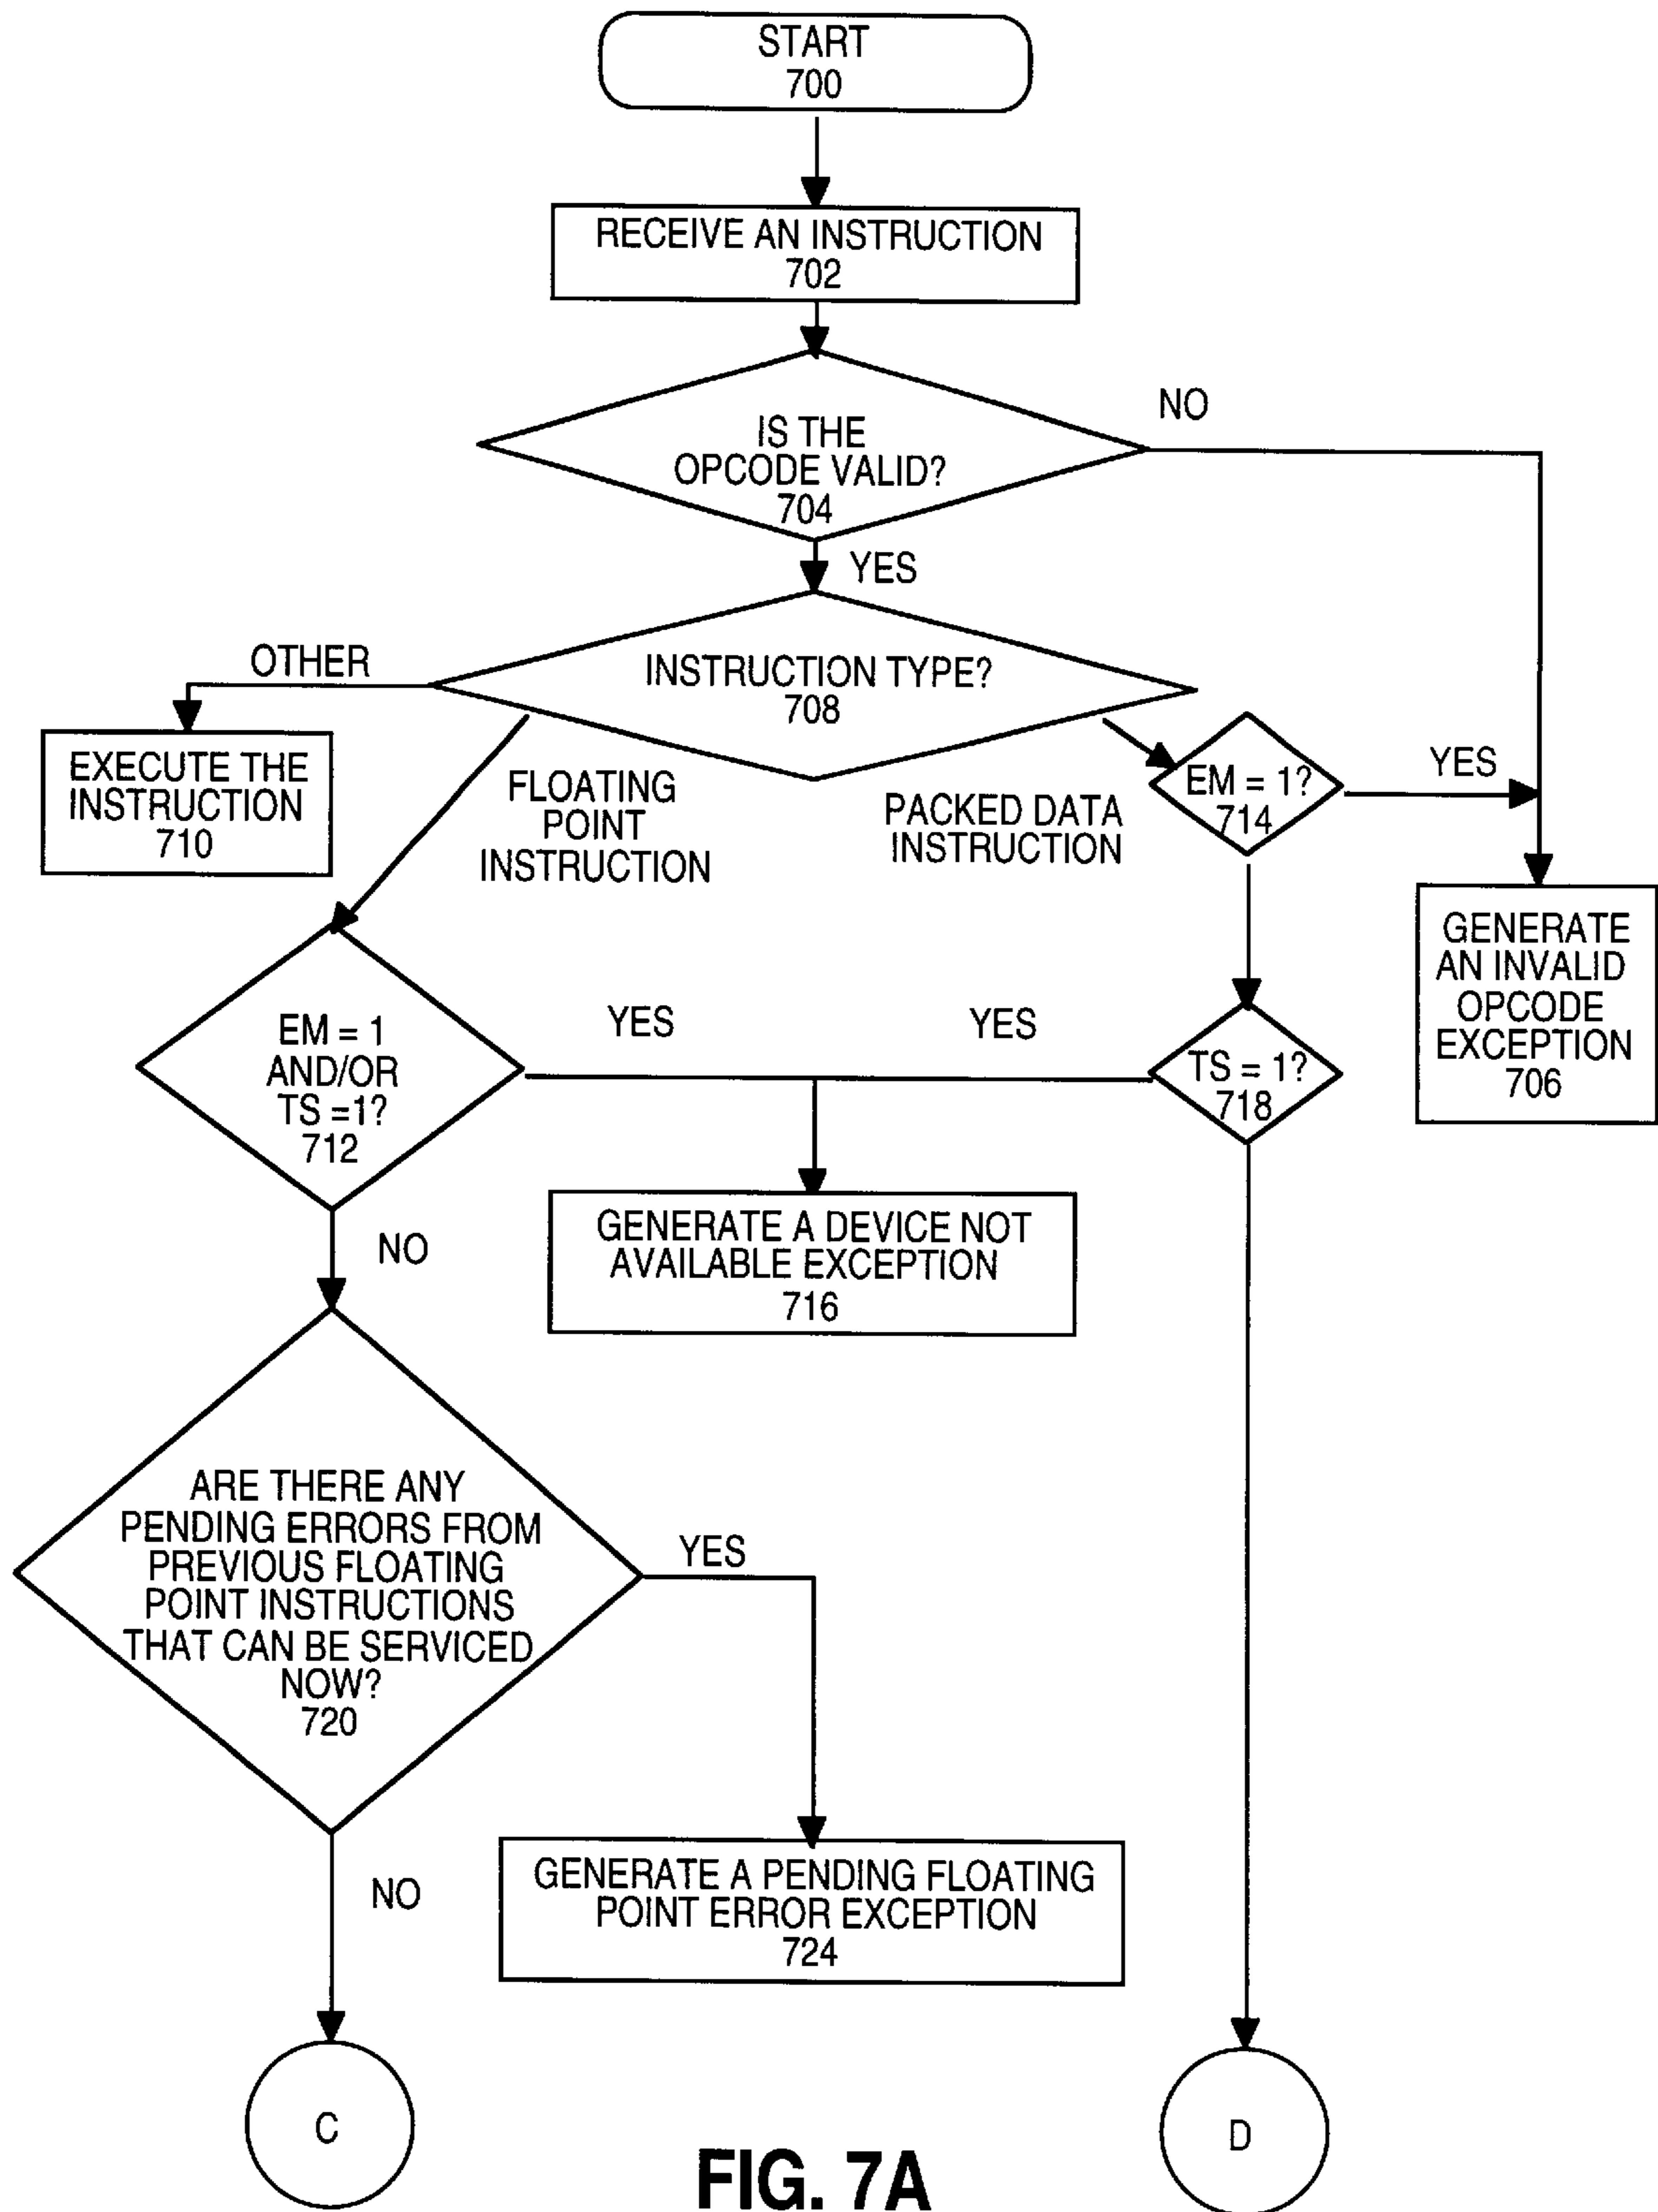 START
700
RECEIVE AN INSTRUCTION
702
NO
IS THE
OPCODE VALID?
704
YES
OTHER
INSTRUCTION TYPE?
708
EXECUTE THE
INSTRUCTION
710
FLOATING
POINT
INSTRUCTION
PACKED DATA
INSTRUCTION
EM = 1?
714
YES
GENERATE
AN INVALID
OPCODE
EXCEPTION
706
EM = 1
AND/OR
TS =1?
712
YES
YES
TS = 1?
718
NO
GENERATE A DEVICE NOT
AVAILABLE EXCEPTION
716
ARE THERE ANY
PENDING ERRORS FROM
PREVIOUS FLOATING
POINT INSTRUCTIONS
THAT CAN BE SERVICED
NOW?
720
YES
NO
GENERATE A PENDING FLOATING
POINT ERROR EXCEPTION
724
C
D
FIG. 7A